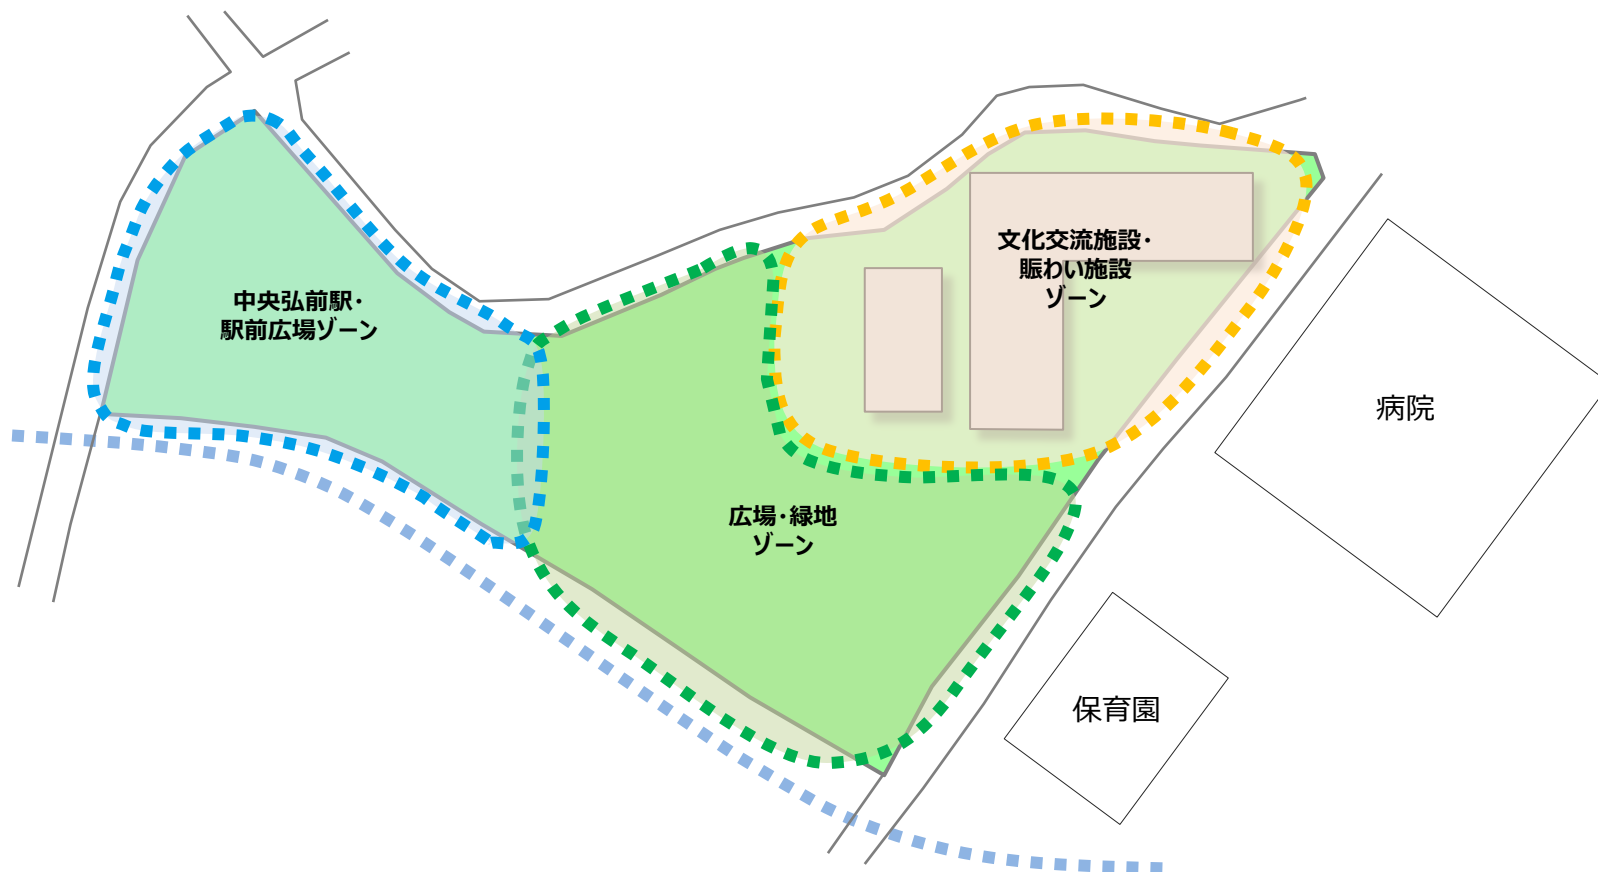 中央弘前駅・
駅前広場ゾーン
文化交流施設・
賑わい施設
ゾーン
広場・緑地
ゾーン
病院
保育園